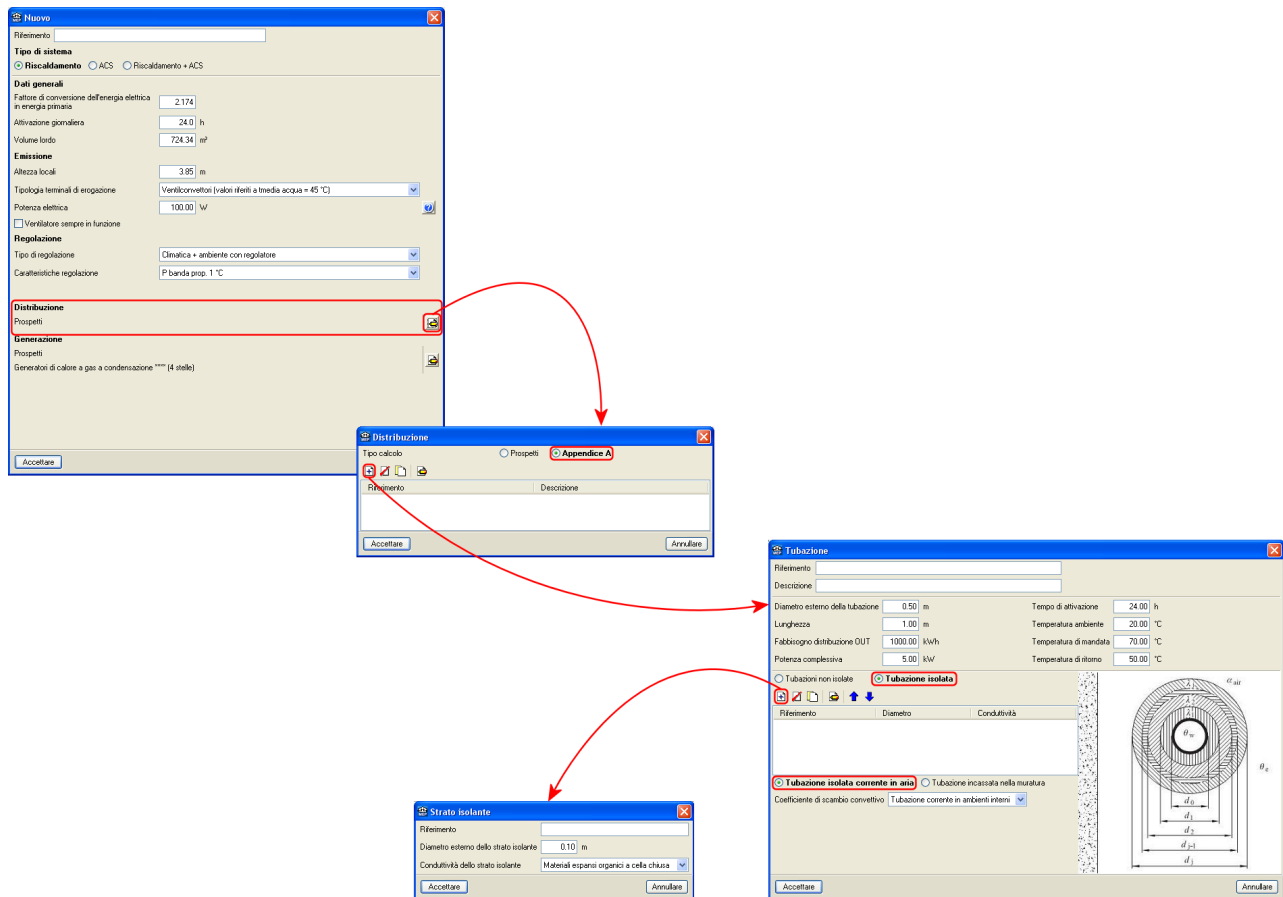 Nuovo
Riferimento
Tipo di sistema
Riscaldamento ACS Riscaldamento + ACS
Dati generali
Fattore di conversione dell'energia elettrica
in energia primaria 2.174
Attivazione giornaliera 24.0 h
Volume lordo 724.34 m³
Emissione
Altezza locali 3.85 m
Tipologia terminali di erogazione Ventilconvettori (valori riferiti a tmedia acqua = 45 °C)
Potenza elettrica 100.00 W
Ventilatore sempre in funzione
Regolazione
Tipo di regolazione Climatica + ambiente con regolatore
Caratteristiche regolazione P banda prop. 1 °C
Distribuzione
Prospetti
Generazione
Prospetti
Generatori di calore a gas a condensazione **** (4 stelle)
Accettare
Distribuzione
Tipo calcolo Prospetti Appendice A
Riferimento Descrizione
Accettare Annullare
Tubazione
Riferimento
Descrizione
Diametro esterno della tubazione 0.50 m Tempo di attivazione 24.00 h
Lunghezza 1.00 m Temperatura ambiente 20.00 °C
Fabbisogno distribuzione OUT 1000.00 kWh Temperatura di mandata 70.00 °C
Potenza complessiva 5.00 kW Temperatura di ritorno 50.00 °C
Tubazioni non isolate Tubazione isolata
Riferimento Diametro Conduttività
Tubazione isolata corrente in aria Tubazione incassata nella muratura
Coefficiente di scambio convettivo Tubazione corrente in ambienti interni
α air
λ
λ
θ w
θ e
d 0
d 1
d 2
d j-1
d j
Accettare Annullare
Strato isolante
Riferimento
Diametro esterno dello strato isolante 0.10 m
Conduttività dello strato isolante Materiali espansi organici a cella chiusa
Accettare Annullare